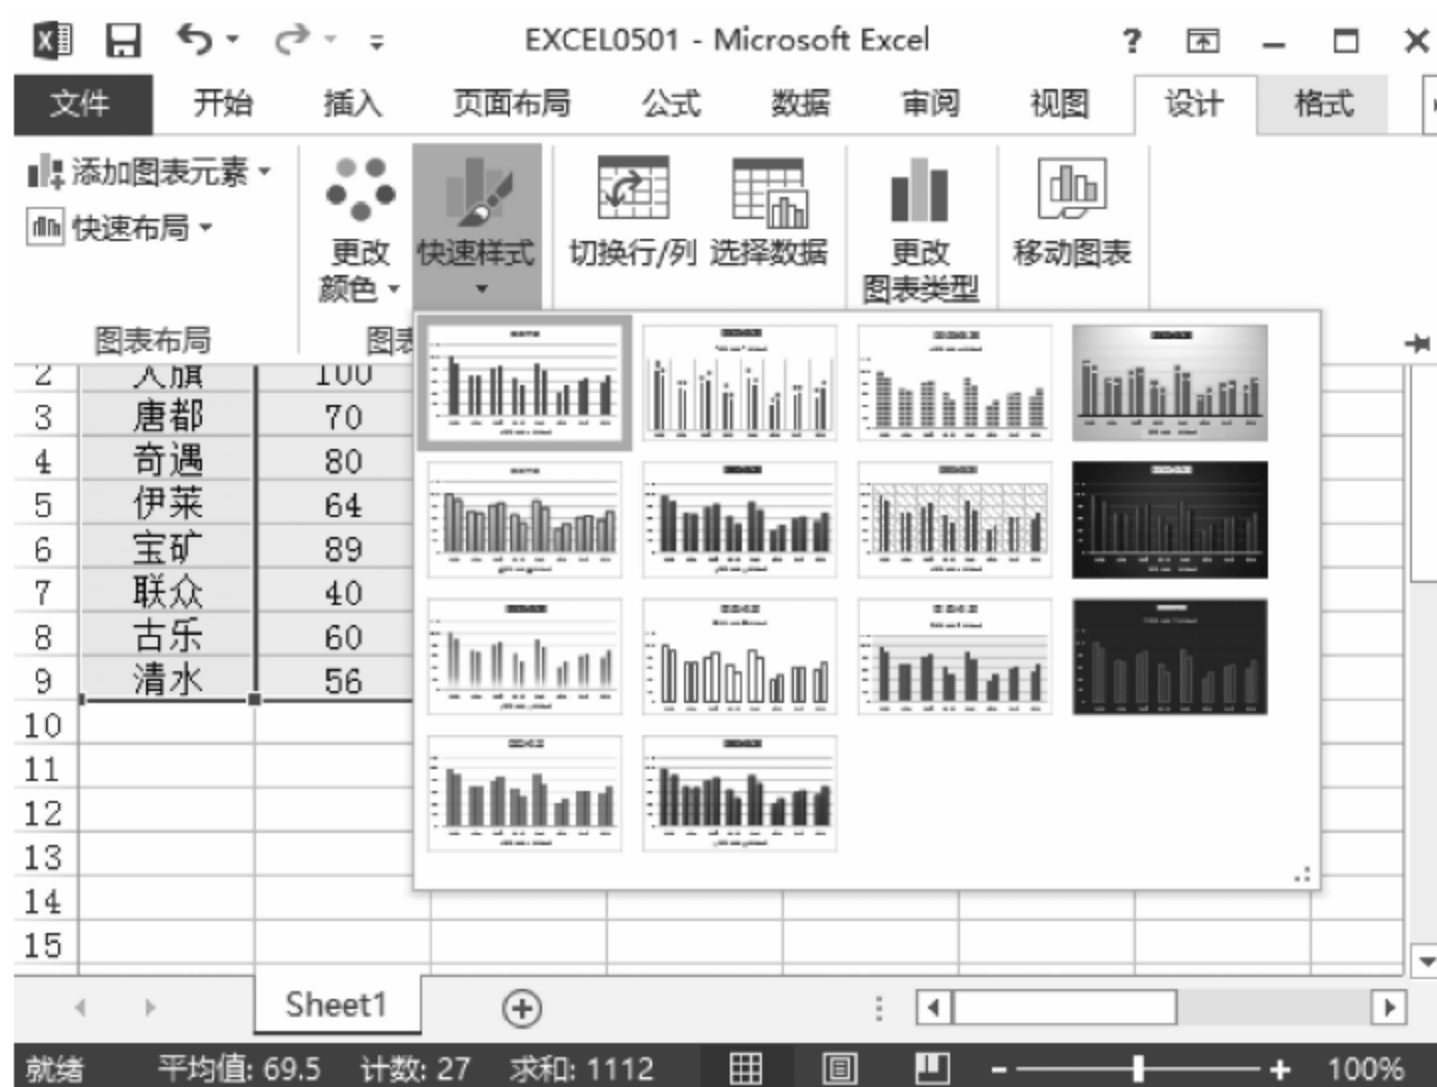 EXCEL0501 - Microsoft Excel
文件 开始 插入 页面布局 公式 数据 审阅 视图 设计 格式
添加图表元素
快速布局
更改颜色
快速样式
切换行/列
选择数据
更改图表类型
移动图表
图表布局
图表
2 大旗 100
3 唐都 70
4 奇遇 80
5 伊莱 64
6 宝矿 89
7 联众 40
8 古乐 60
9 清水 56
10
11
12
13
14
15
Sheet1
就绪 平均值: 69.5 计数: 27 求和: 1112 100%